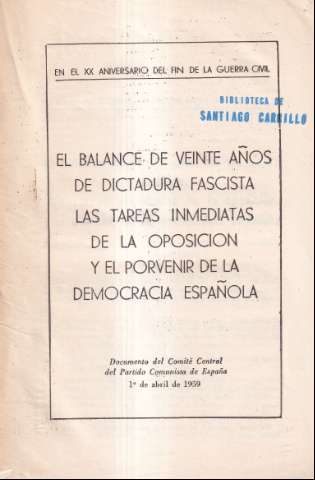 EN EL XX ANIVERSARIO DEL FIN DE LA GUERRA CIVIL
BIBLIOTECA DE
SANTIAGO CARRILLO
EL BALANCE DE VEINTE AÑOS
DE DICTADURA FASCISTA
LAS TAREAS INMEDIATAS
DE LA OPOSICION
Y EL PORVENIR DE LA
DEMOCRACIA ESPAÑOLA
Documento del Comité Central
del Partido Comunista de España
1º de abril de 1959